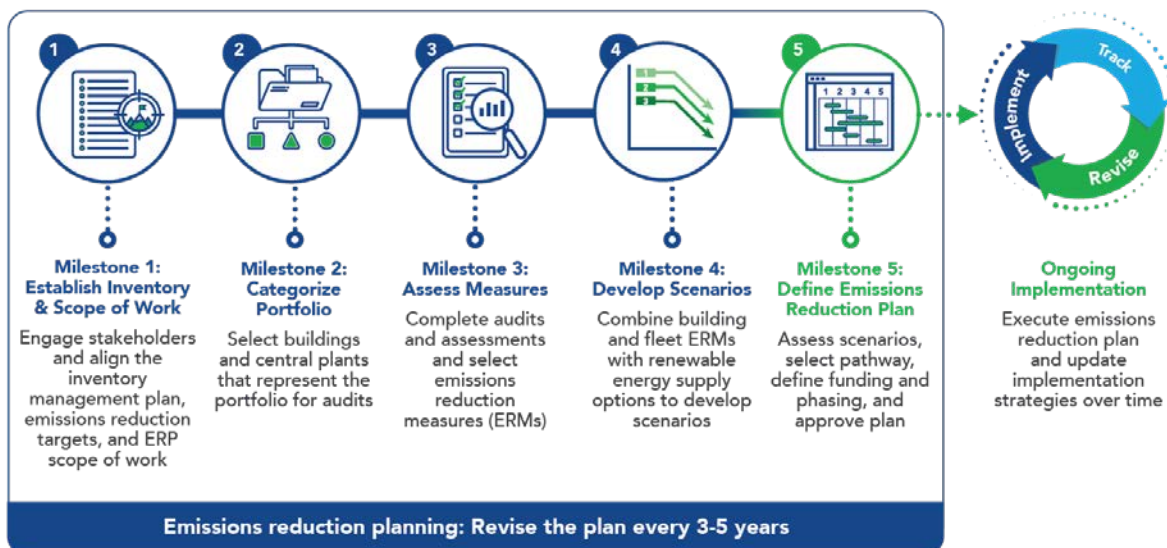 1
2
3
4
5
1
2
3
1 2 3 4 5
Implement
Track
Revise
Milestone 1:
Establish Inventory
& Scope of Work
Engage stakeholders
and align the
inventory
management plan,
emissions reduction
targets, and ERP
scope of work
Milestone 2:
Categorize
Portfolio
Select buildings
and central plants
that represent the
portfolio for audits
Milestone 3:
Assess Measures
Complete audits
and assessments
and select
emissions
reduction
measures (ERMs)
Milestone 4:
Develop Scenarios
Combine building
and fleet ERMs
with renewable
energy supply
options to develop
scenarios
Milestone 5:
Define Emissions
Reduction Plan
Assess scenarios,
select pathway,
define funding and
phasing, and
approve plan
Ongoing
Implementation
Execute emissions
reduction plan
and update
implementation
strategies over time
Emissions reduction planning: Revise the plan every 3-5 years